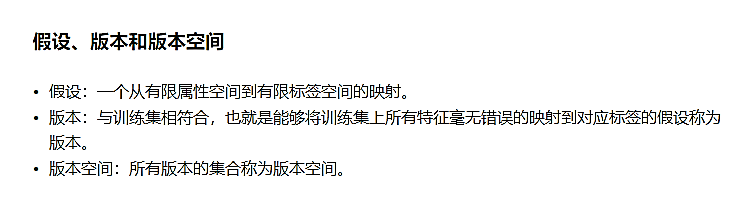 假设、版本和版本空间
• 假设：一个从有限属性空间到有限标签空间的映射。
• 版本：与训练集相符合，也就是能够将训练集上所有特征毫无错误的映射到对应标签的假设称为
版本。
• 版本空间：所有版本的集合称为版本空间。